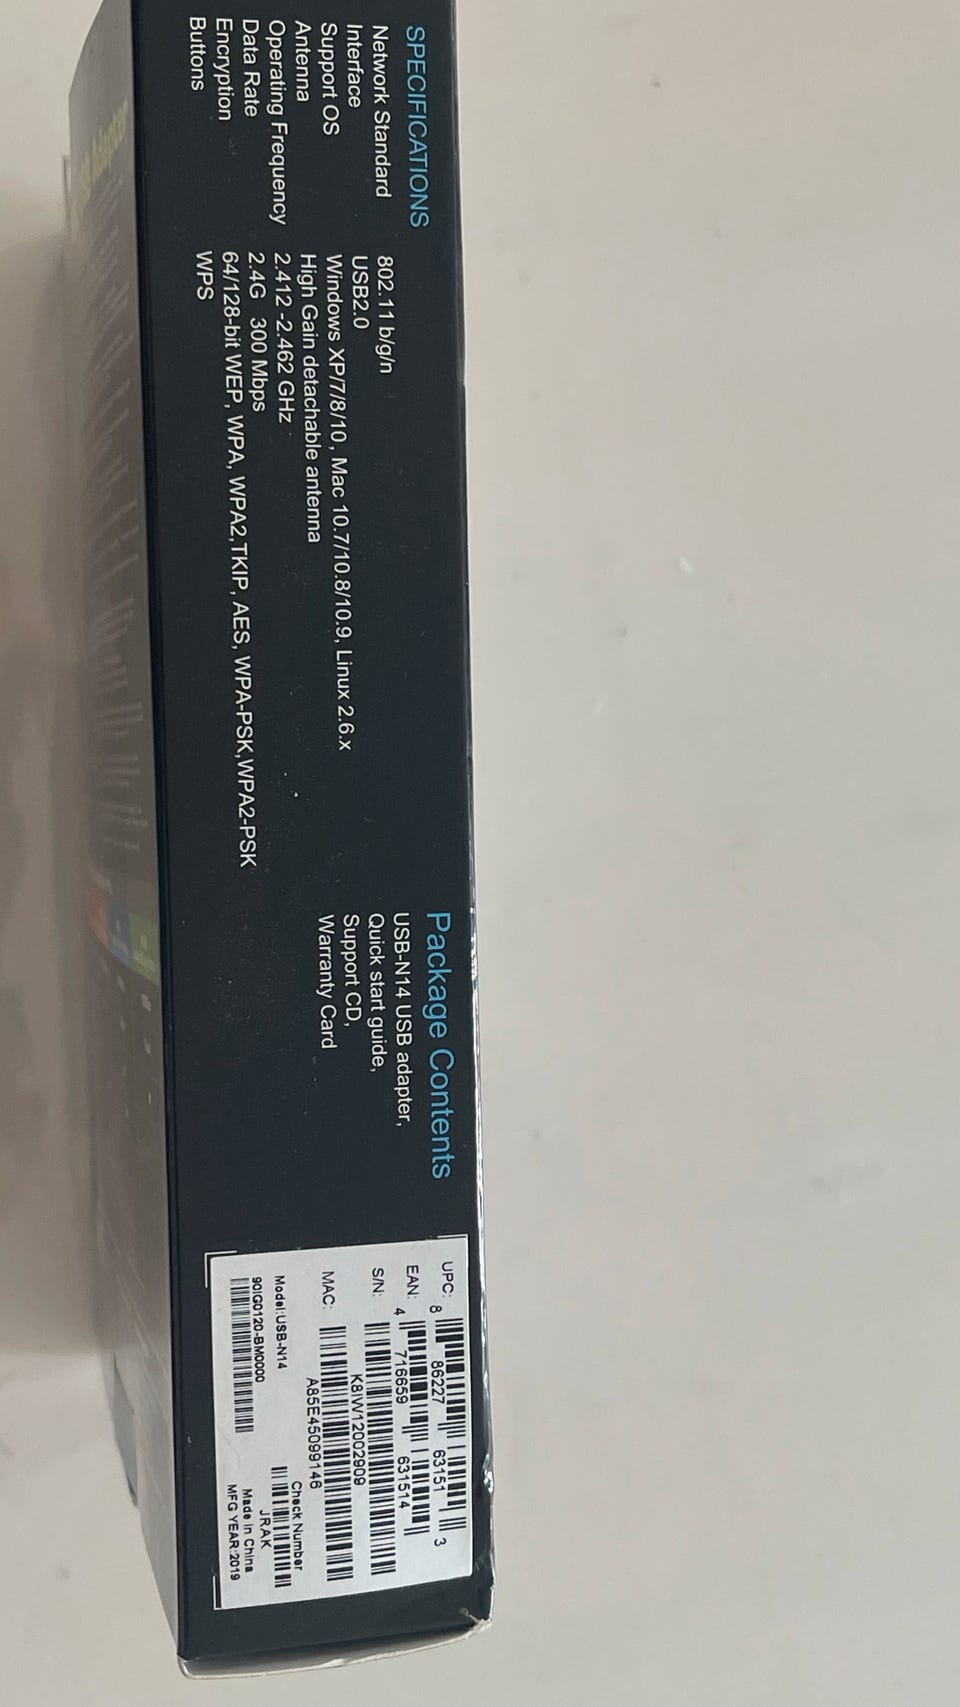 SPECIFICATIONS
Network Standard 802.11 b/g/n
Interface USB2.0
Support OS Windows XP/7/8/10, Mac 10.7/10.8/10.9, Linux 2.6.x
Antenna High Gain detachable antenna
Operating Frequency 2.412-2.462 GHz
Data Rate 2.4G 300 Mbps
Encryption 64/128-bit WEP, WPA, WPA2,TKIP, AES, WPA-PSK,WPA2-PSK
Buttons WPS
Package Contents
USB-N14 USB adapter,
Quick start guide,
Support CD,
Warranty Card
UPC: 8 86227 63151 3
EAN: 4 716659 631514
S/N: K8IW12002909
MAC: A85E45099146
Model:USB-N14
90IG0120-BM0000
Check Number
JRAK
Made in China
MFG YEAR:2019
Adapter